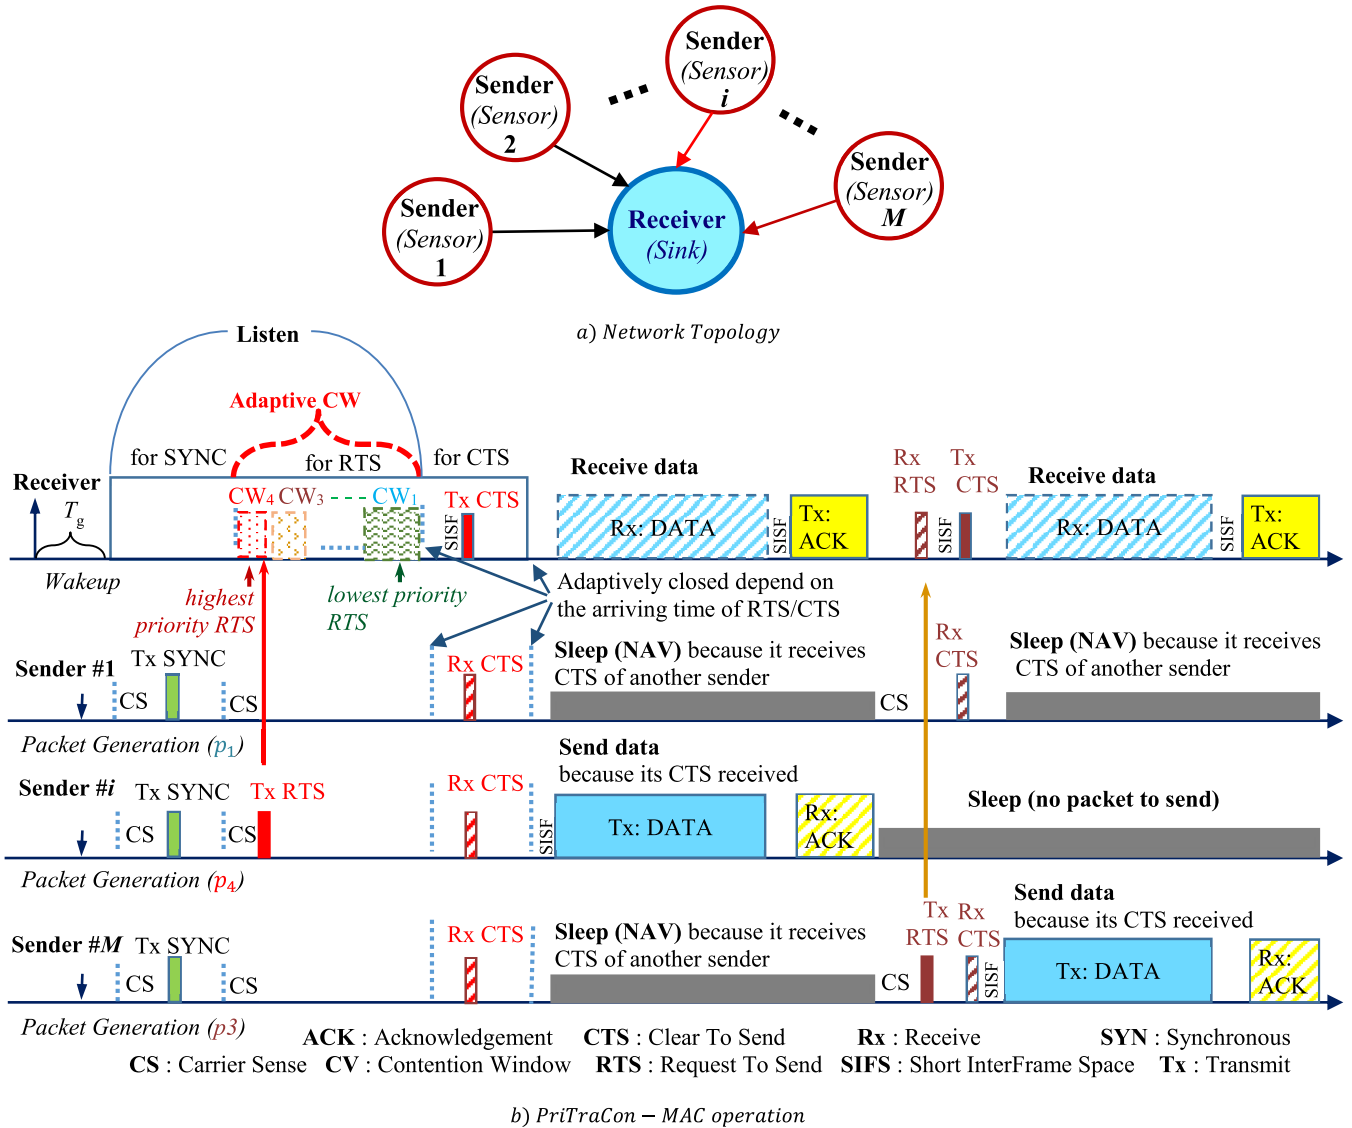 Sender
(Sensor)
i
Sender
(Sensor)
2
Sender
(Sensor)
M
Sender
(Sensor)
1
Receiver
(Sink)
a) Network Topology
Listen
Adaptive CW
for SYNC
for RTS
for CTS
Receiver
Tg
Wakeup
CW4 CW3 CW1
Tx CTS
SISF
Receive data
Rx: DATA
SISF
Tx:
ACK
Rx
RTS
Tx
CTS
SISF
Receive data
Rx: DATA
SISF
Tx:
ACK
highest
priority RTS
lowest priority
RTS
Adaptively closed depend on
the arriving time of RTS/CTS
Sender #1
Tx SYNC
CS
CS
Rx CTS
Sleep (NAV) because it receives
CTS of another sender
CS
Rx
CTS
Sleep (NAV) because it receives
CTS of another sender
Packet Generation (p1)
Sender #i
Tx SYNC
Tx RTS
CS
CS
Rx CTS
SISF
Send data
because its CTS received
Tx: DATA
Rx:
ACK
Sleep (no packet to send)
Packet Generation (p4)
Sender #M
Tx SYNC
CS
CS
Rx CTS
Sleep (NAV) because it receives
CTS of another sender
CS
Tx
RTS
Rx
CTS
SISF
Send data
because its CTS received
Tx: DATA
Rx:
ACK
Packet Generation (p3)
ACK : Acknowledgement CTS : Clear To Send Rx : Receive SYN : Synchronous
CS : Carrier Sense CV : Contention Window RTS : Request To Send SIFS : Short InterFrame Space Tx : Transmit
b) PriTraCon − MAC operation